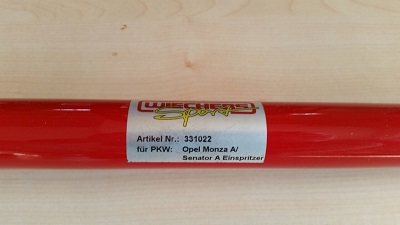 WIECHERS
Sport
Artikel Nr.: 331022
für PKW: Opel Monza A/
Senator A Einspritzer